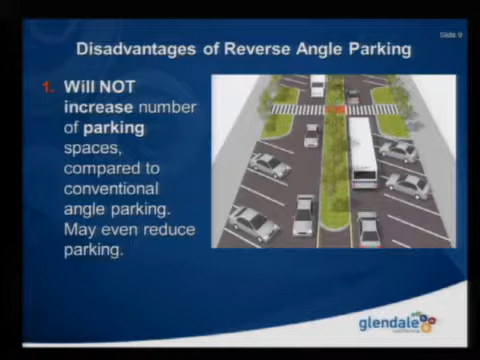 Slide 9
Disadvantages of Reverse Angle Parking
1. Will NOT
increase number
of parking
spaces,
compared to
conventional
angle parking.
May even reduce
parking.
glendale